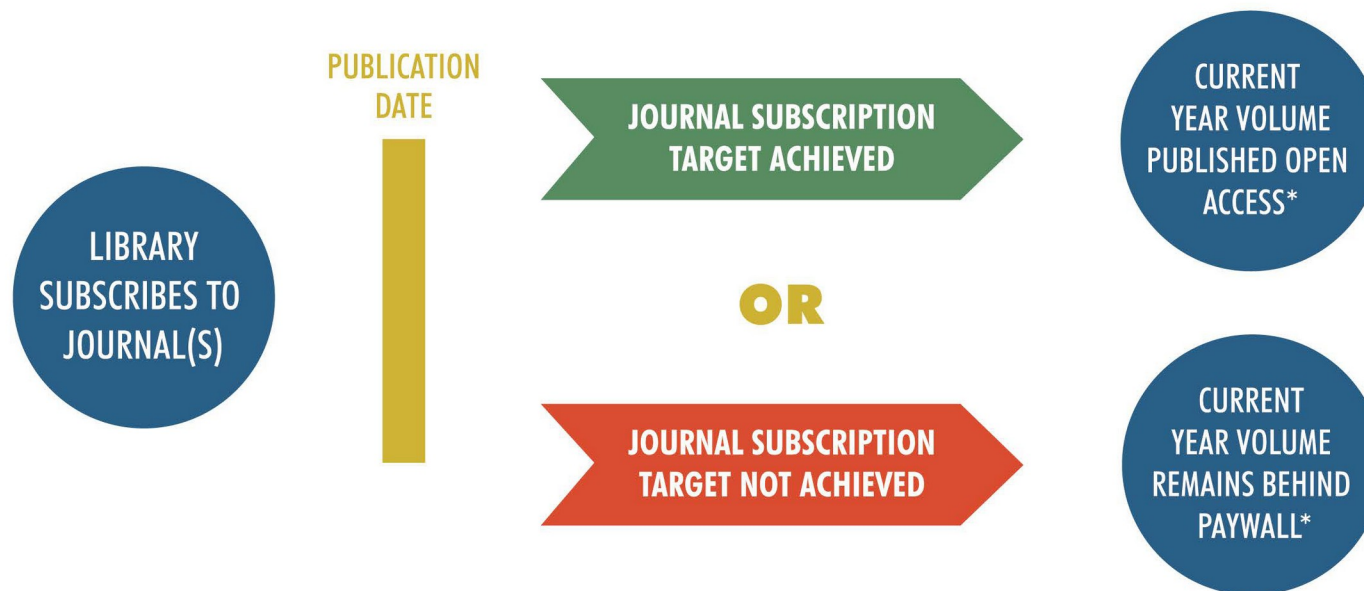 PUBLICATION
DATE
LIBRARY
SUBSCRIBES TO
JOURNAL(S)
JOURNAL SUBSCRIPTION
TARGET ACHIEVED
OR
JOURNAL SUBSCRIPTION
TARGET NOT ACHIEVED
CURRENT
YEAR VOLUME
PUBLISHED OPEN
ACCESS*
CURRENT
YEAR VOLUME
REMAINS BEHIND
PAYWALL*